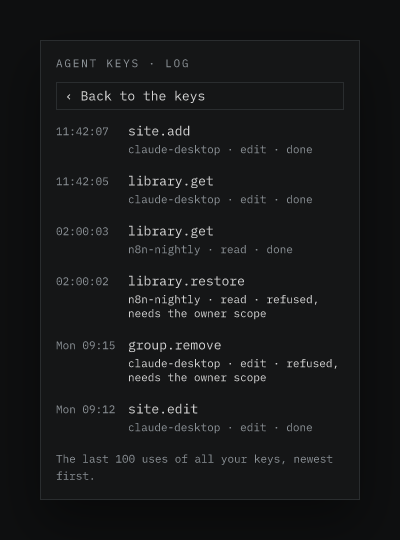 AGENT KEYS · LOG
‹ Back to the keys
11:42:07 site.add
claude-desktop · edit · done
11:42:05 library.get
claude-desktop · edit · done
02:00:03 library.get
n8n-nightly · read · done
02:00:02 library.restore
n8n-nightly · read · refused,
needs the owner scope
Mon 09:15 group.remove
claude-desktop · edit · refused,
needs the owner scope
Mon 09:12 site.edit
claude-desktop · edit · done
The last 100 uses of all your keys, newest
first.